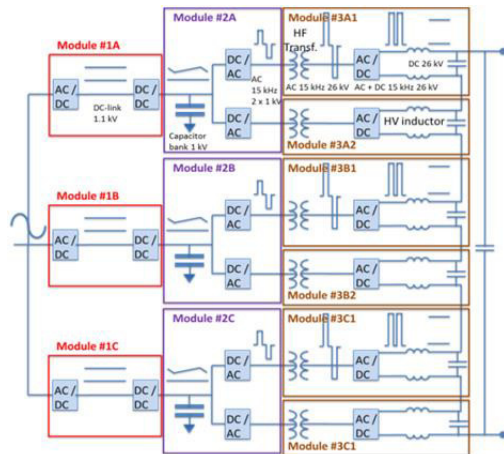 Module #1A
AC /
DC
DC /
DC
DC-link
1.1 kV
Module #2A
Capacitor
bank 1 kV
DC/
AC
AC
15 kHz
2 x 1 kV
DC /
AC
Module #3A1
HF
Transf.
AC /
DC
DC 26 kV
AC 15 kHz 26 kV
AC + DC 15 kHz 26 kV
AC /
DC
HV inductor
Module #3A2
Module #1B
AC /
DC
DC /
DC
Module #2B
DC /
AC
DC /
AC
Module #3B1
AC /
DC
AC /
DC
Module #3B2
Module #1C
AC /
DC
DC /
DC
Module #2C
DC /
AC
DC /
AC
Module #3C1
AC /
DC
Module #3C1
AC /
DC